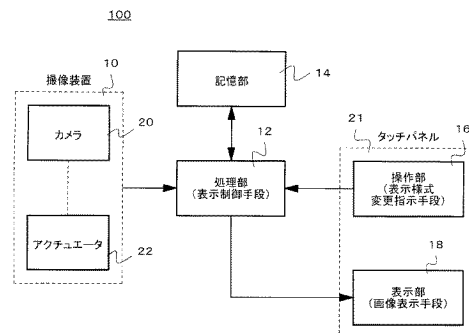 100
撮像装置
10
カメラ
20
アクチュエータ
22
記憶部
14
12
処理部
(表示制御手段)
21
タッチパネル
16
操作部
(表示様式
変更指示手段)
18
表示部
(画像表示手段)